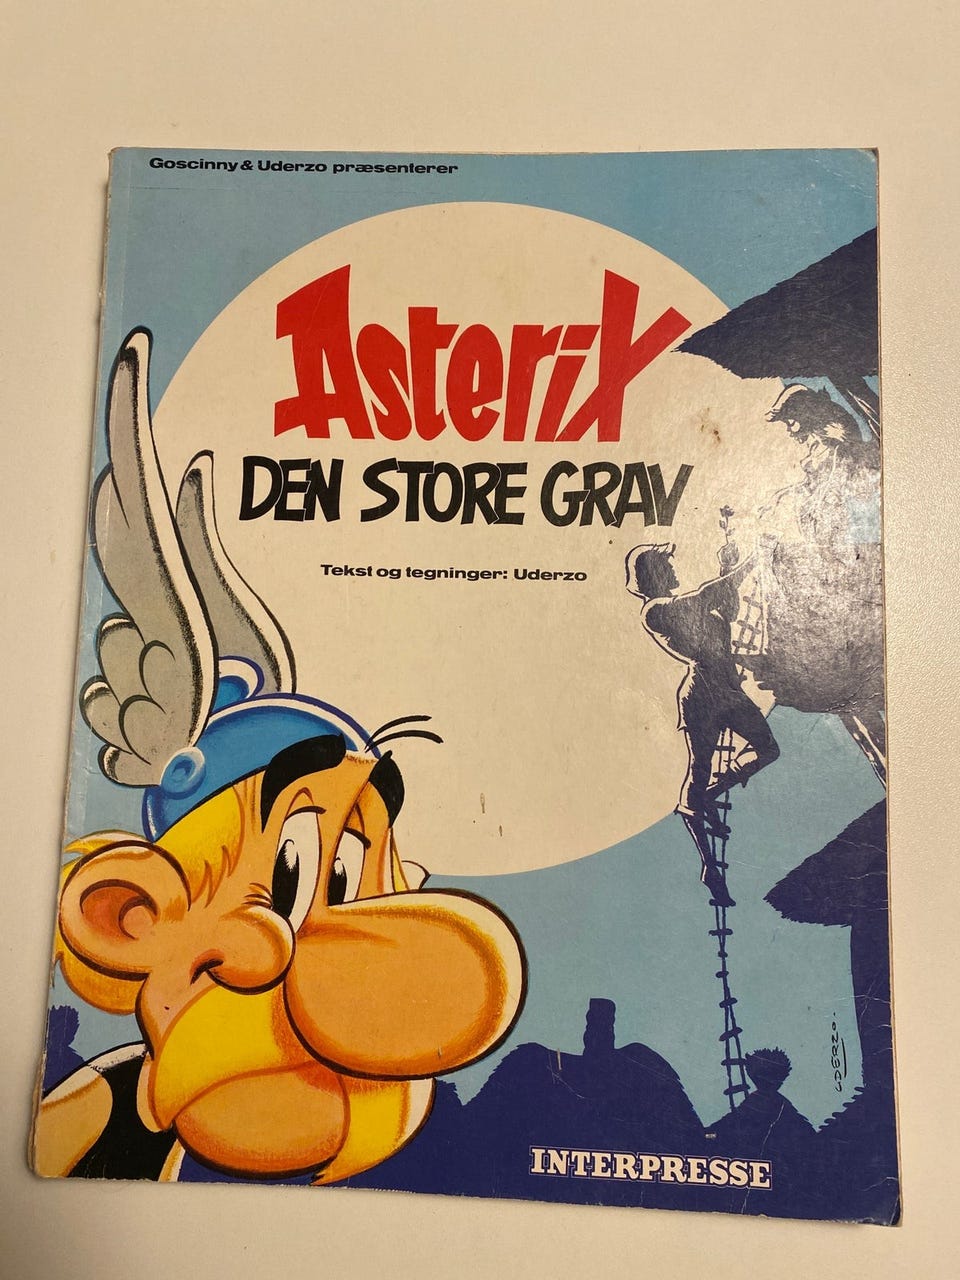 Goscinny & Uderzo præsenterer
Asterix
DEN STORE GRAV
Tekst og tegninger: Uderzo
UDERZO.
INTERPRESSE